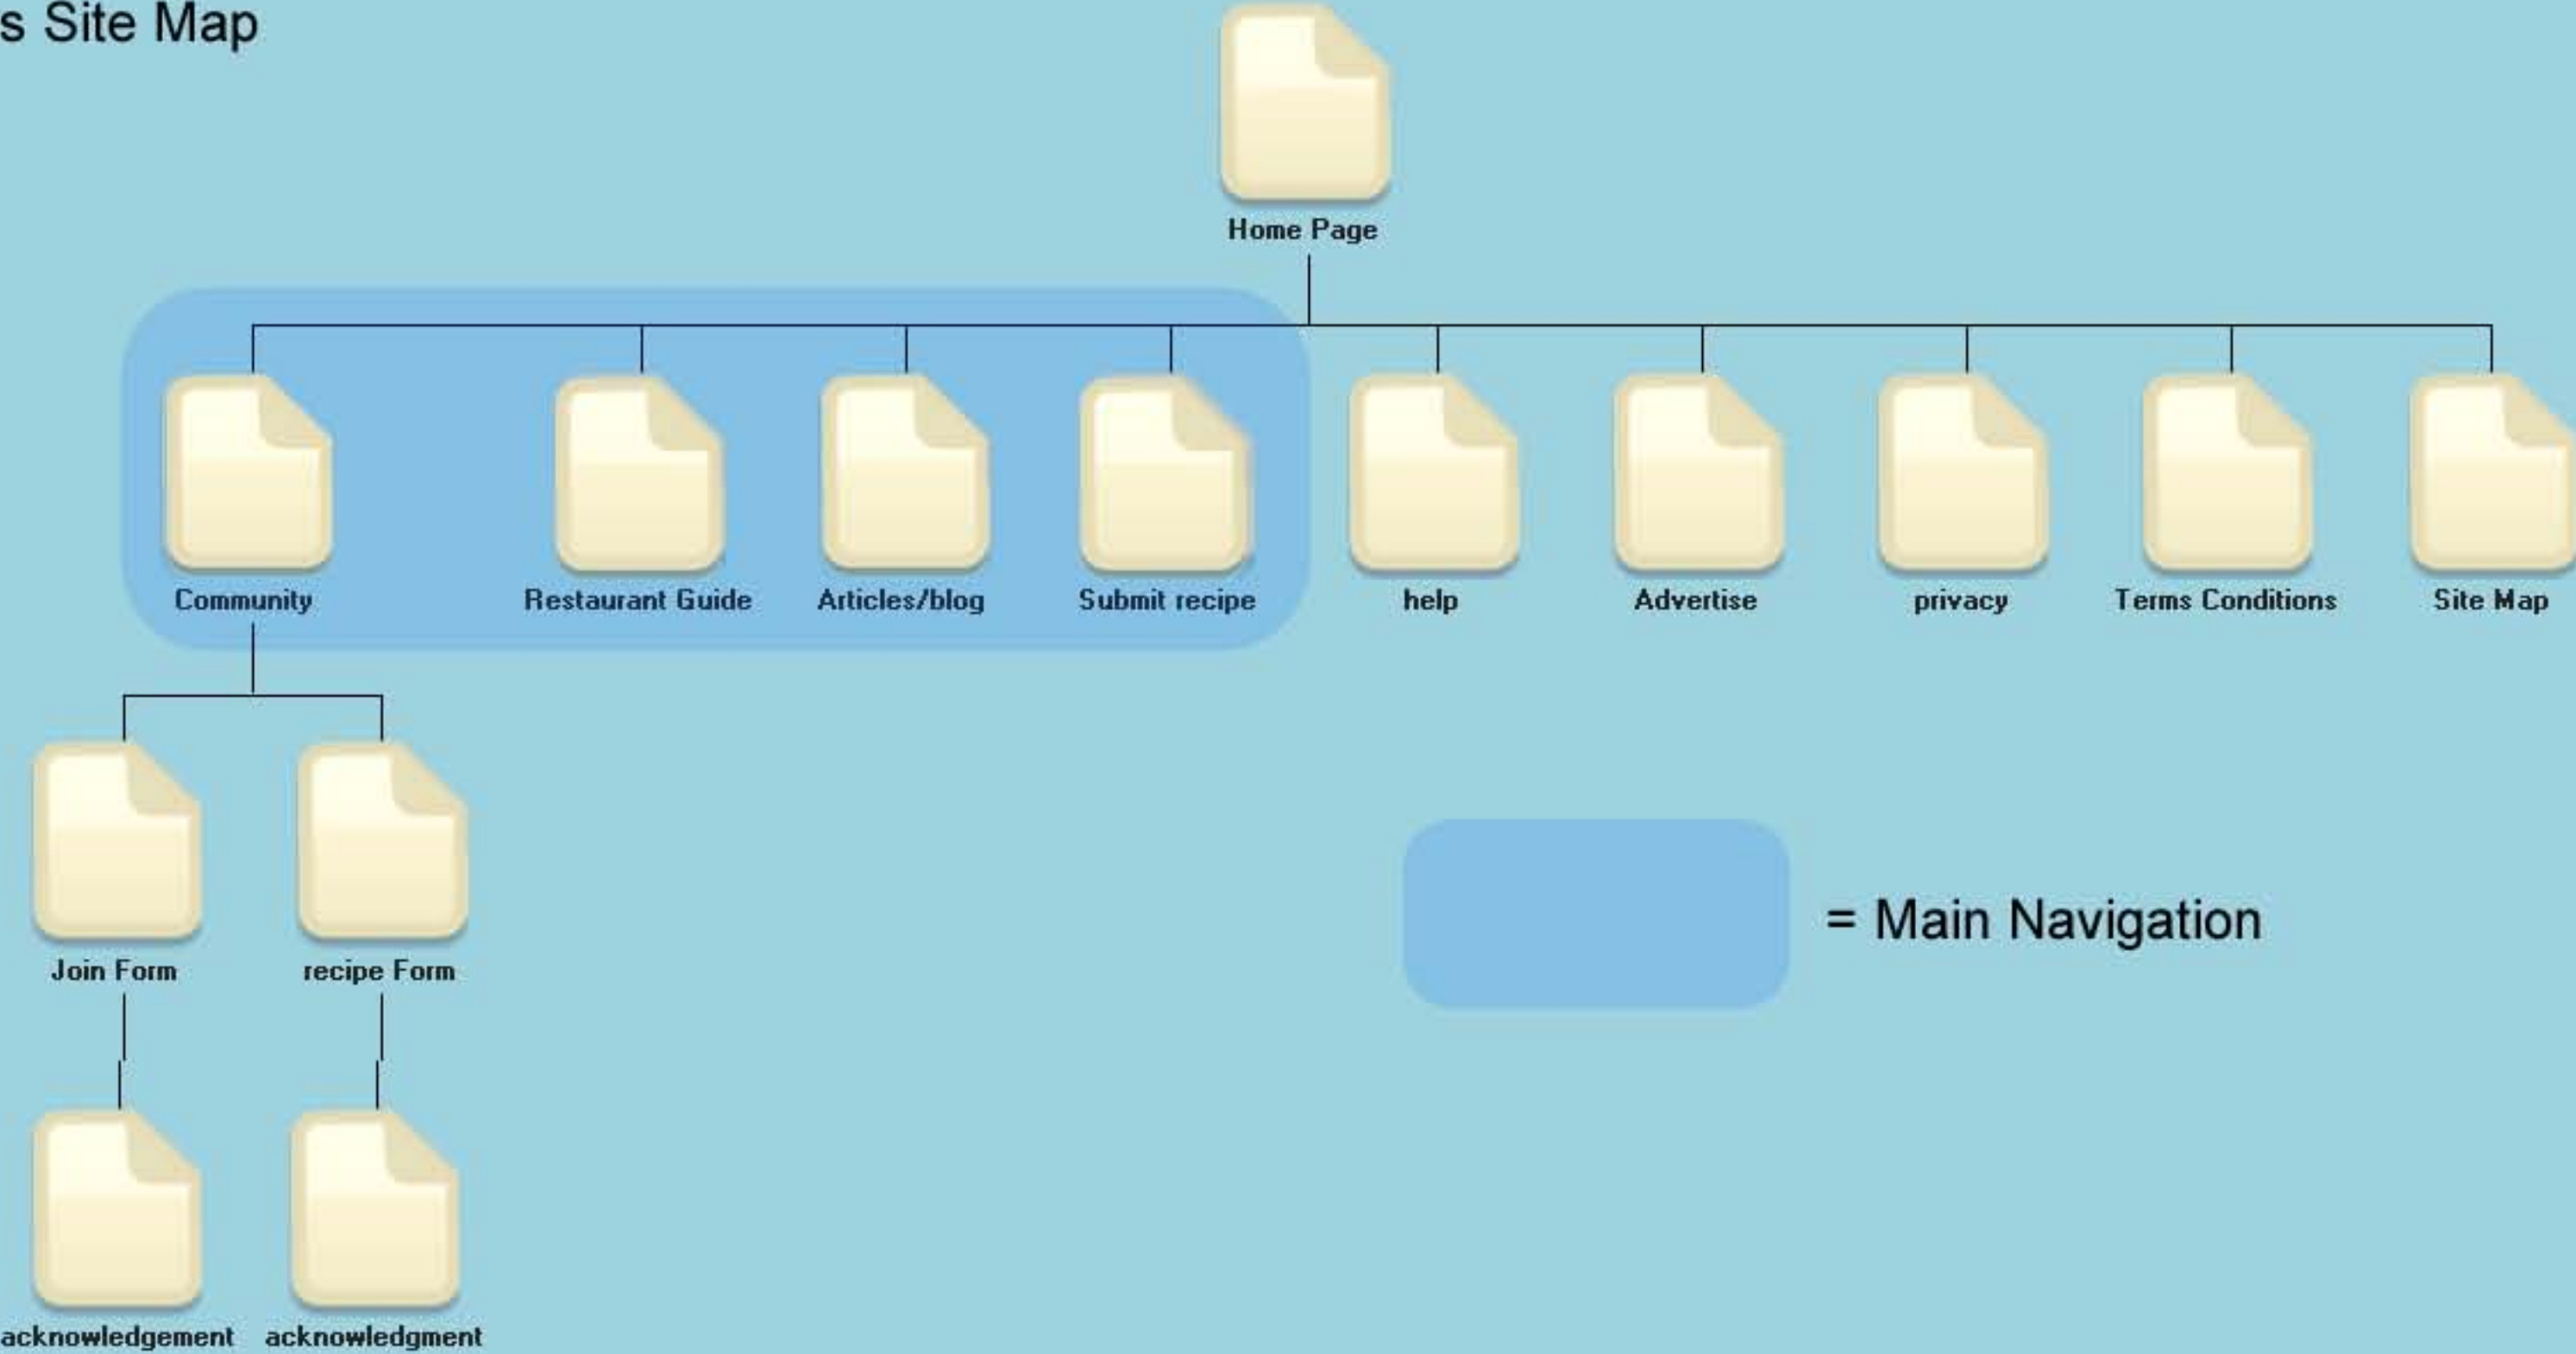 s Site Map
Home Page
Community
Restaurant Guide
Articles/blog
Submit recipe
help
Advertise
privacy
Terms Conditions
Site Map
Join Form
recipe Form
= Main Navigation
acknowledgement
acknowledgment